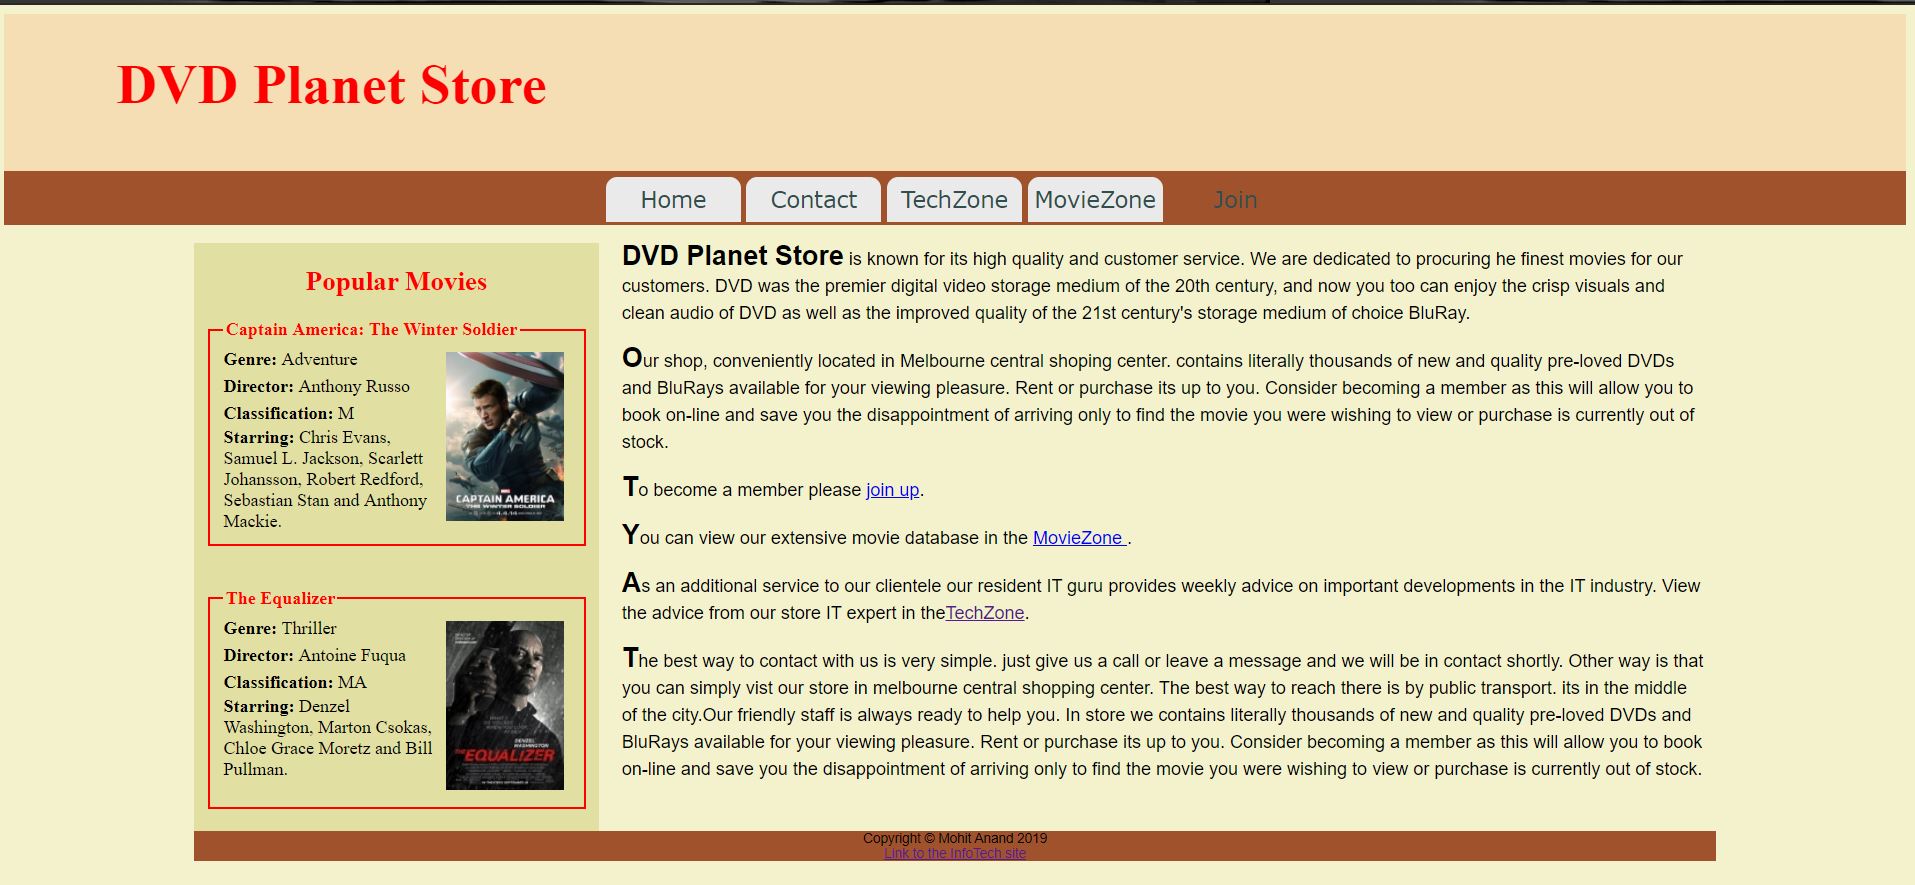 DVD Planet Store
Home Contact TechZone MovieZone Join
Popular Movies
Captain America: The Winter Soldier
Genre: Adventure
Director: Anthony Russo
Classification: M
Starring: Chris Evans,
Samuel L. Jackson, Scarlett
Johansson, Robert Redford,
Sebastian Stan and Anthony
Mackie.
CAPTAIN AMERICA
THE WINTER SOLDIER
The Equalizer
Genre: Thriller
Director: Antoine Fuqua
Classification: MA
Starring: Denzel
Washington, Marton Csokas,
Chloe Grace Moretz and Bill
Pullman.
DENZEL
WASHINGTON
THE EQUALIZER
DVD Planet Store is known for its high quality and customer service. We are dedicated to procuring he finest movies for our
customers. DVD was the premier digital video storage medium of the 20th century, and now you too can enjoy the crisp visuals and
clean audio of DVD as well as the improved quality of the 21st century's storage medium of choice BluRay.
Our shop, conveniently located in Melbourne central shoping center. contains literally thousands of new and quality pre-loved DVDs
and BluRays available for your viewing pleasure. Rent or purchase its up to you. Consider becoming a member as this will allow you to
book on-line and save you the disappointment of arriving only to find the movie you were wishing to view or purchase is currently out of
stock.
To become a member please join up.
You can view our extensive movie database in the MovieZone .
As an additional service to our clientele our resident IT guru provides weekly advice on important developments in the IT industry. View
the advice from our store IT expert in theTechZone.
The best way to contact with us is very simple. just give us a call or leave a message and we will be in contact shortly. Other way is that
you can simply vist our store in melbourne central shopping center. The best way to reach there is by public transport. its in the middle
of the city.Our friendly staff is always ready to help you. In store we contains literally thousands of new and quality pre-loved DVDs and
BluRays available for your viewing pleasure. Rent or purchase its up to you. Consider becoming a member as this will allow you to book
on-line and save you the disappointment of arriving only to find the movie you were wishing to view or purchase is currently out of stock.
Copyright © Mohit Anand 2019
Link to the InfoTech site